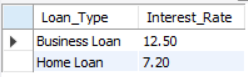 Loan_Type Interest_Rate
Business Loan 12.50
Home Loan 7.20